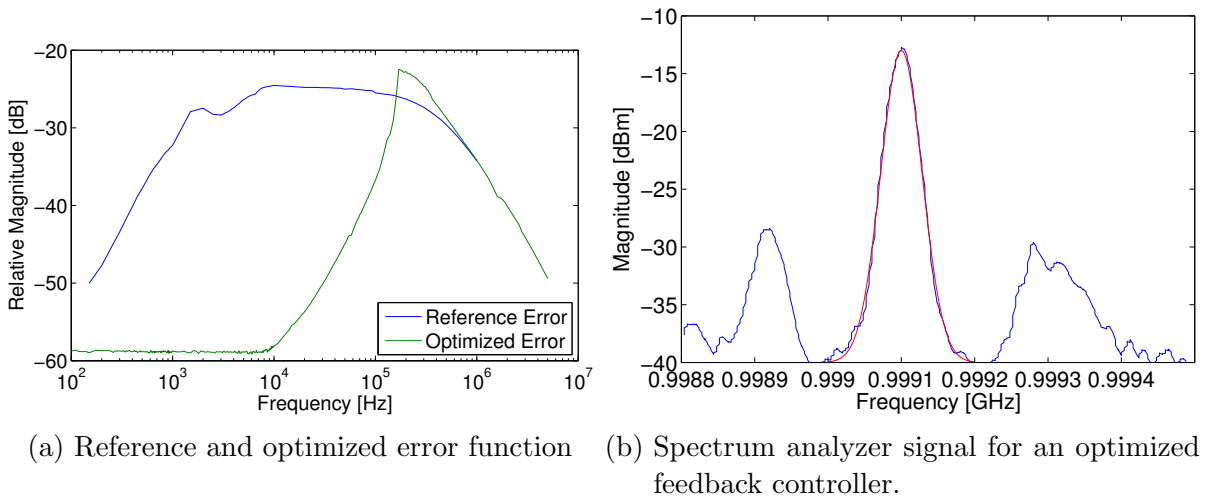 −20
−30
−40
−50
−60
10^2
10^3
10^4
10^5
10^6
10^7
Relative Magnitude [dB]
Frequency [Hz]
Reference Error
Optimized Error
(a) Reference and optimized error function
−10
−15
−20
−25
−30
−35
−40
0.9988
0.9989
0.999
0.9991
0.9992
0.9993
0.9994
Magnitude [dBm]
Frequency [GHz]
(b) Spectrum analyzer signal for an optimized
feedback controller.